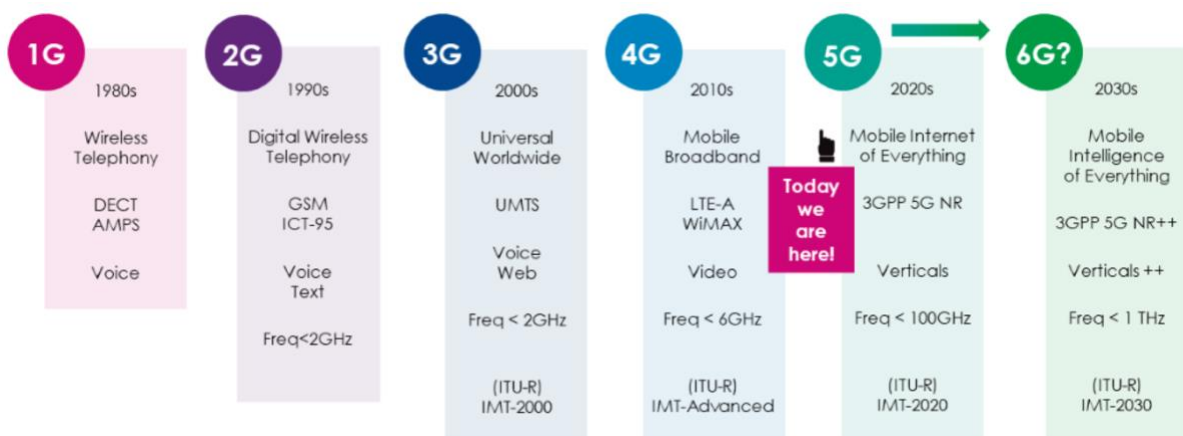 1G
1980s
Wireless
Telephony
DECT
AMPS
Voice
2G
1990s
Digital Wireless
Telephony
GSM
ICT-95
Voice
Text
Freq<2GHz
3G
2000s
Universal
Worldwide
UMTS
Voice
Web
Freq < 2GHz
(ITU-R)
IMT-2000
4G
2010s
Mobile
Broadband
LTE-A
WiMAX
Video
Freq < 6GHz
(ITU-R)
IMT-Advanced
Today
we
are
here!
5G
2020s
Mobile Internet
of Everything
3GPP 5G NR
Verticals
Freq < 100GHz
(ITU-R)
IMT-2020
6G?
2030s
Mobile
Intelligence
of Everything
3GPP 5G NR++
Verticals ++
Freq < 1 THz
(ITU-R)
IMT-2030